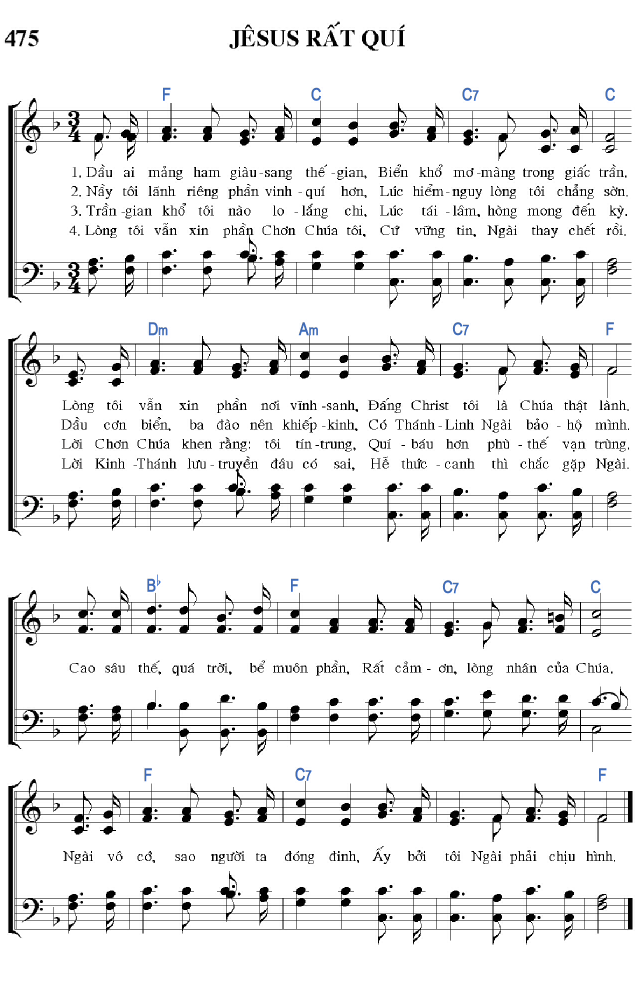 475 JÊSUS RẤT QUÍ
F C C7 C
1. Dầu ai mảng ham giàu-sang thế-gian, Biển khổ mơ-màng trong giấc trần.
2. Nầy tôi lãnh riêng phần vinh-quí hơn, Lúc hiểm-nguy lòng tôi chẳng sờn.
3. Trần-gian khổ tôi nào lo-lắng chi, Lúc tái-lâm, hòng mong đến kỳ.
4. Lòng tôi vẫn xin phần Chơn Chúa tôi, Cứ vững tin, Ngài thay chết rồi.
Dm Am C7 F
Lòng tôi vẫn xin phần nơi vĩnh-sanh, Đấng Christ tôi là Chúa thật lành.
Dầu cơn biển, ba đào nên khiếp-kinh, Có Thánh-Linh Ngài bảo-hộ mình.
Lời Chơn Chúa khen rằng: tôi tín-trung, Quí-báu hơn phù-thế vạn trùng.
Lời Kinh-Thánh lưu-truyền đâu có sai, Hễ thức-canh thì chắc gặp Ngài.
B♭ F C7 C
Cao sâu thế, quá trời, bể muôn phần, Rất cảm-ơn, lòng nhân của Chúa.
F C7 F
Ngài vô cớ, sao người ta đóng đinh, Ấy bởi tôi Ngài phải chịu hình.